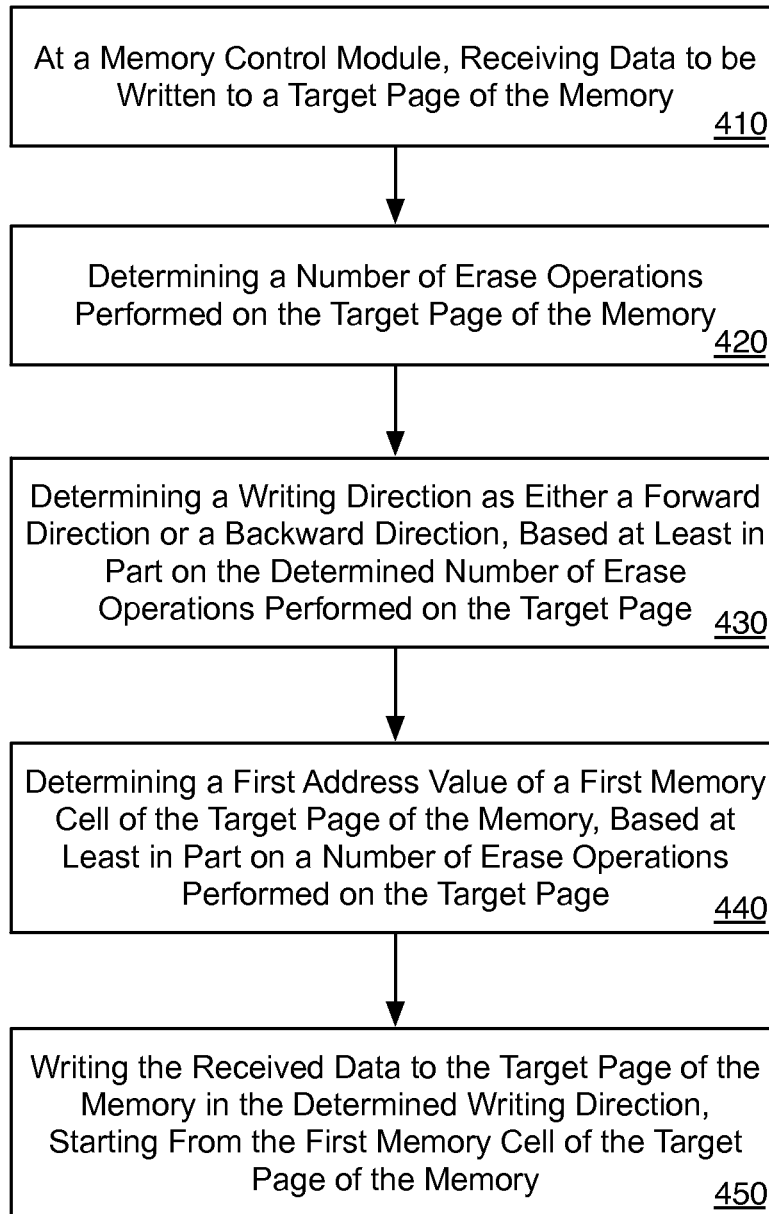 At a Memory Control Module, Receiving Data to be
Written to a Target Page of the Memory
410
Determining a Number of Erase Operations
Performed on the Target Page of the Memory
420
Determining a Writing Direction as Either a Forward
Direction or a Backward Direction, Based at Least in
Part on the Determined Number of Erase
Operations Performed on the Target Page
430
Determining a First Address Value of a First Memory
Cell of the Target Page of the Memory, Based at
Least in Part on a Number of Erase Operations
Performed on the Target Page
440
Writing the Received Data to the Target Page of the
Memory in the Determined Writing Direction,
Starting From the First Memory Cell of the Target
Page of the Memory
450